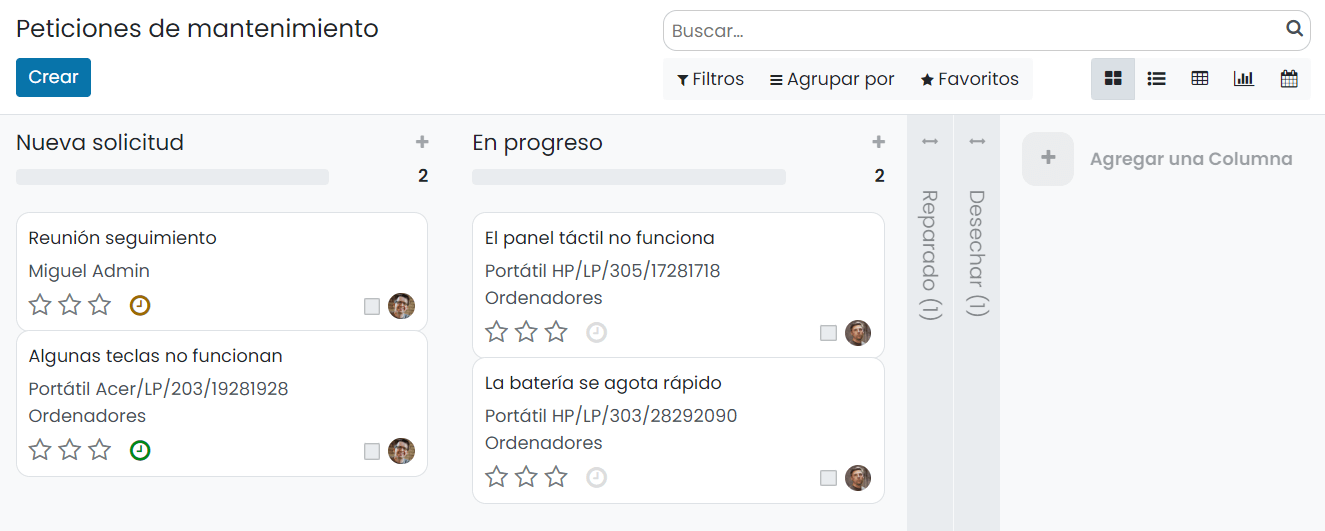 Peticiones de mantenimiento
Buscar...
Crear
Filtros
Agrupar por
Favoritos
Nueva solicitud
2
Reunión seguimiento
Miguel Admin
Algunas teclas no funcionan
Portátil Acer/LP/203/19281928
Ordenadores
En progreso
2
El panel táctil no funciona
Portátil HP/LP/305/17281718
Ordenadores
La batería se agota rápido
Portátil HP/LP/303/28292090
Ordenadores
Reparado (1)
Desechar (1)
Agregar una Columna